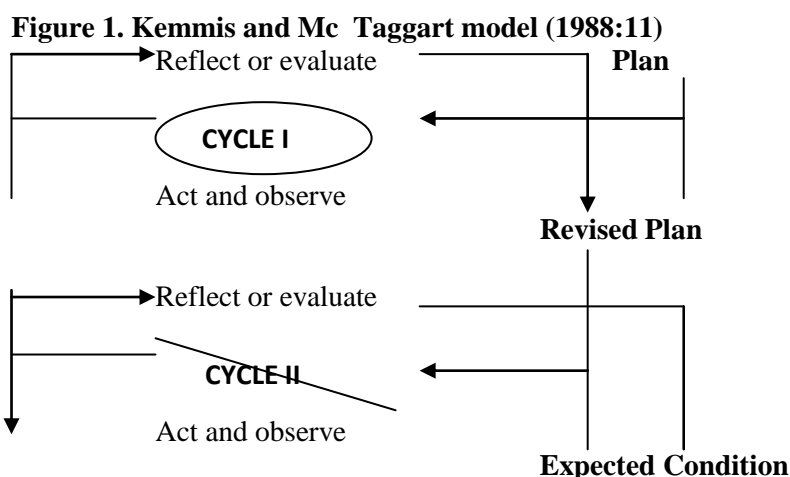 Figure 1. Kemmis and Mc Taggart model (1988:11)
Reflect or evaluate Plan
CYCLE I
Act and observe
Revised Plan
Reflect or evaluate
CYCLE II
Act and observe
Expected Condition